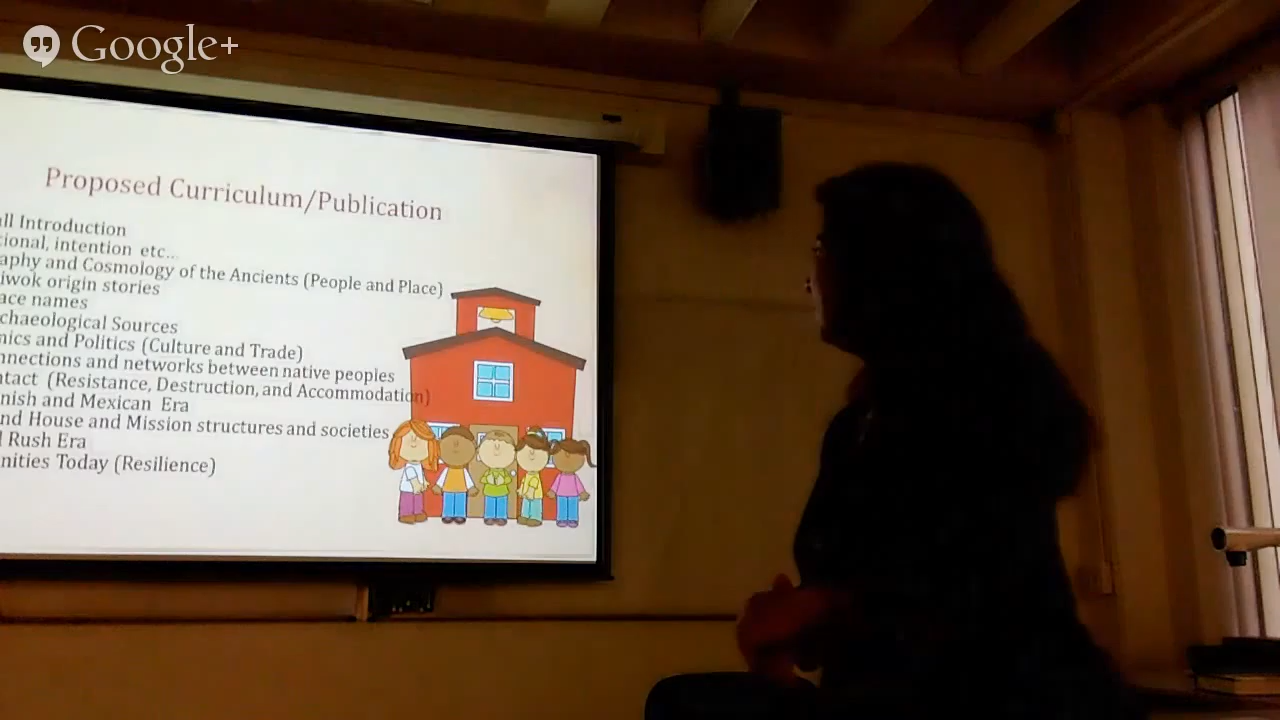 Google+
Proposed Curriculum/Publication
all Introduction
tional, intention etc...
aphy and Cosmology of the Ancients (People and Place)
iwok origin stories
ace names
chaeological Sources
mics and Politics (Culture and Trade)
nnections and networks between native peoples
ntact (Resistance, Destruction, and Accommodation)
nish and Mexican Era
nd House and Mission structures and societies
l Rush Era
nities Today (Resilience)